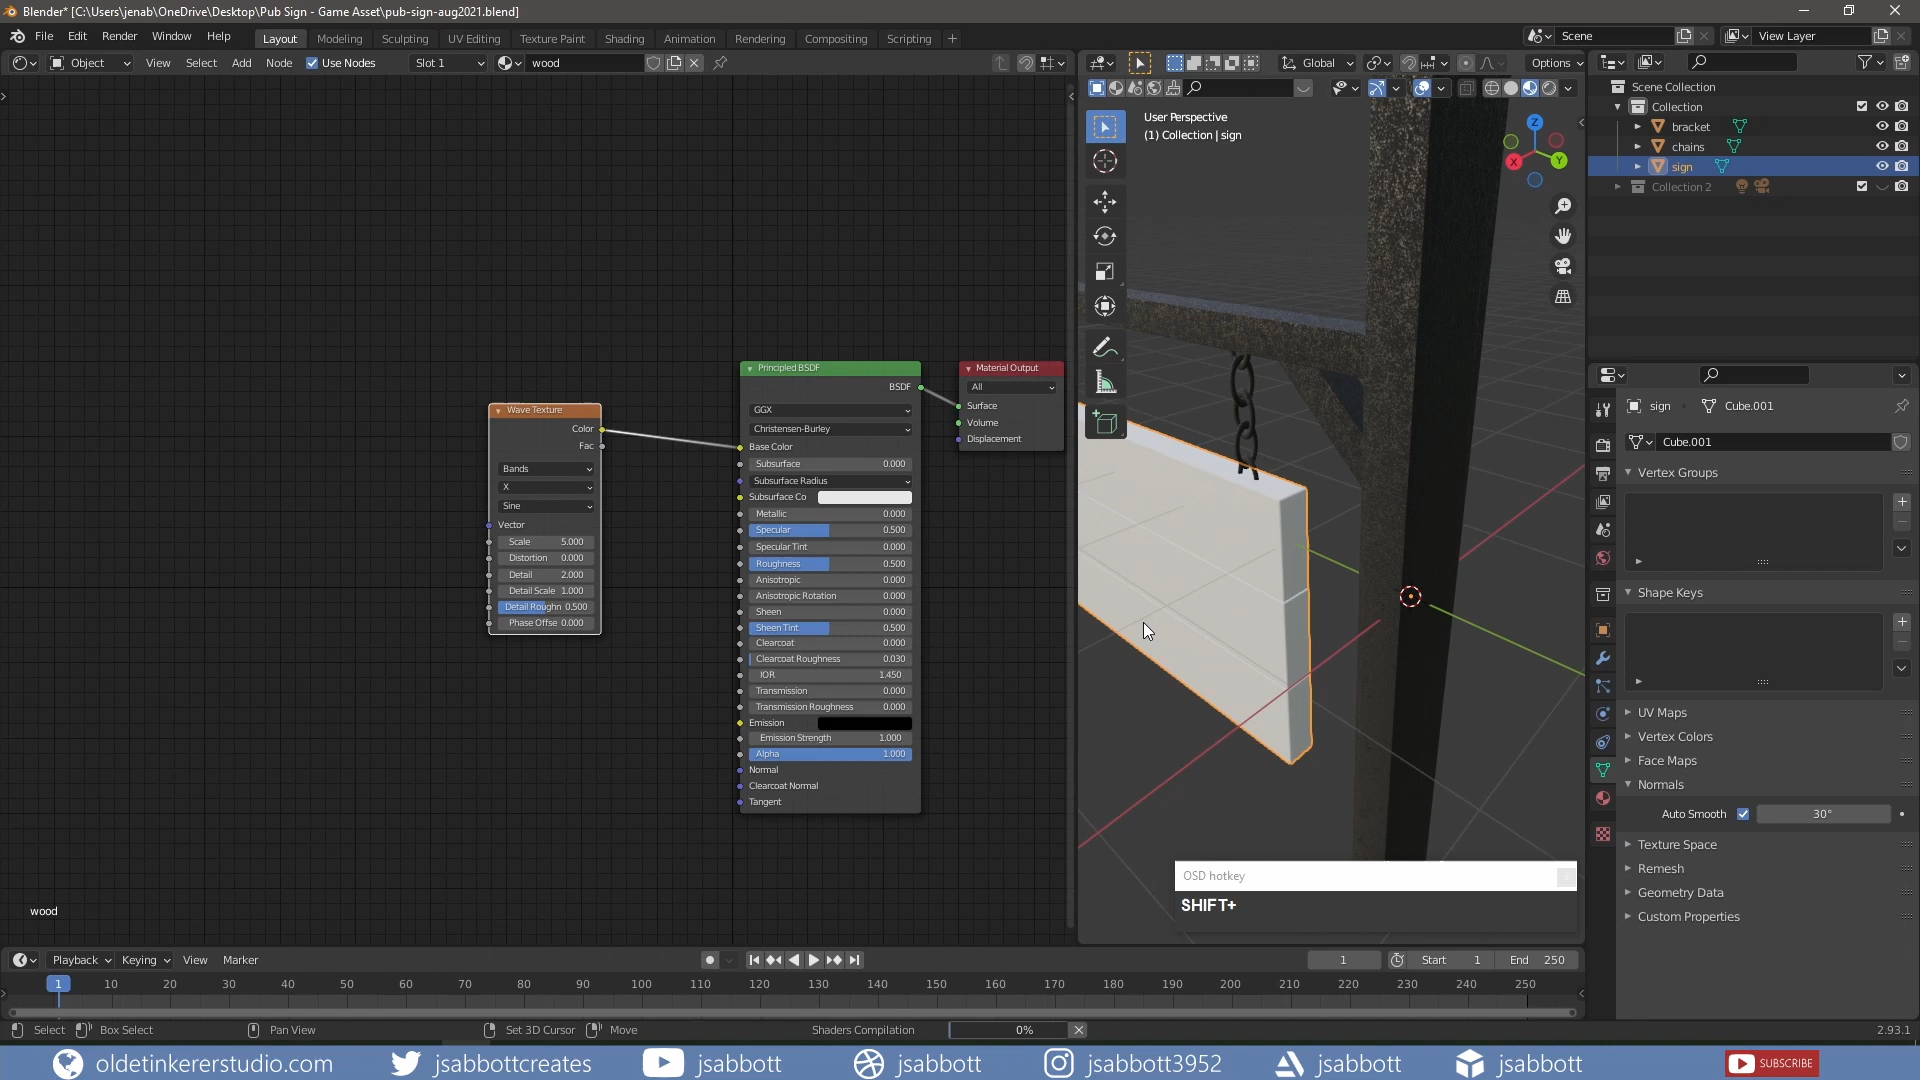 Blender* [C:\Users\jenab\OneDrive\Desktop\Pub Sign - Game Asset\pub-sign-aug2021.blend]
File Edit Render Window Help Layout Modeling Sculpting UV Editing Texture Paint Shading Animation Rendering Compositing Scripting + Scene View Layer
Object View Select Add Node Use Nodes Slot 1 wood Global Options
User Perspective
(1) Collection | sign
Z
X
Y
Scene Collection
Collection
bracket
chains
sign
Collection 2
Wave Texture
Color
Fac
Bands
X
Sine
Vector
Scale 5.000
Distortion 0.000
Detail 2.000
Detail Scale 1.000
Detail Roughn 0.500
Phase Offse 0.000
Principled BSDF
BSDF
GGX
Christensen-Burley
Base Color
Subsurface 0.000
Subsurface Radius
Subsurface Co
Metallic 0.000
Specular 0.500
Specular Tint 0.000
Roughness 0.500
Anisotropic 0.000
Anisotropic Rotation 0.000
Sheen 0.000
Sheen Tint 0.500
Clearcoat 0.000
Clearcoat Roughness 0.030
IOR 1.450
Transmission 0.000
Transmission Roughness 0.000
Emission
Emission Strength 1.000
Alpha 1.000
Normal
Clearcoat Normal
Tangent
Material Output
All
Surface
Volume
Displacement
sign Cube.001
Cube.001
Vertex Groups
Shape Keys
UV Maps
Vertex Colors
Face Maps
Normals
Auto Smooth 30°
Texture Space
Remesh
Geometry Data
Custom Properties
OSD hotkey
SHIFT+
wood
Playback Keying View Marker 1 Start 1 End 250
1 10 20 30 40 50 60 70 80 90 100 110 120 130 140 150 160 170 180 190 200 210 220 230 240 250
Select Box Select Pan View Set 3D Cursor Move Shaders Compilation 0% 2.93.1
oldetinkererstudio.com jsabbottcreates jsabbott jsabbott jsabbott3952 jsabbott jsabbott SUBSCRIBE